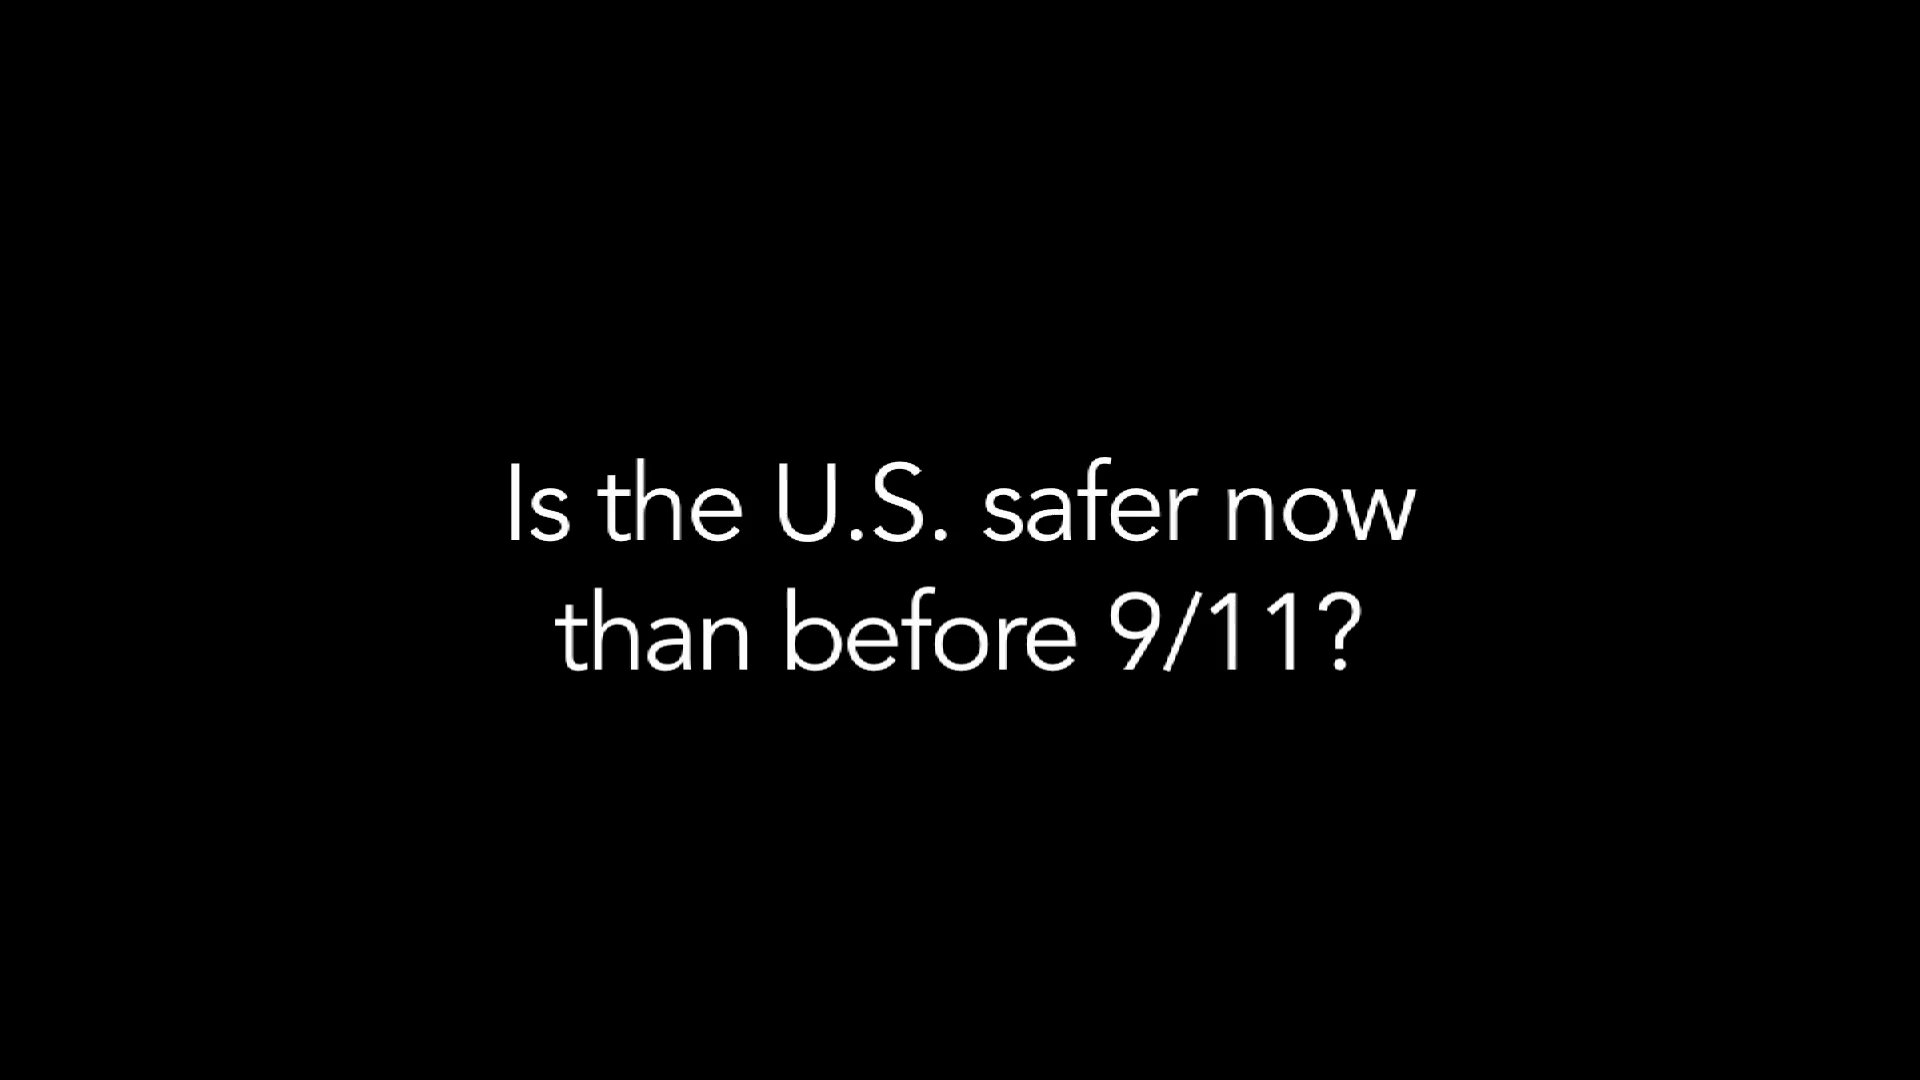 Is the U.S. safer now
than before 9/11?